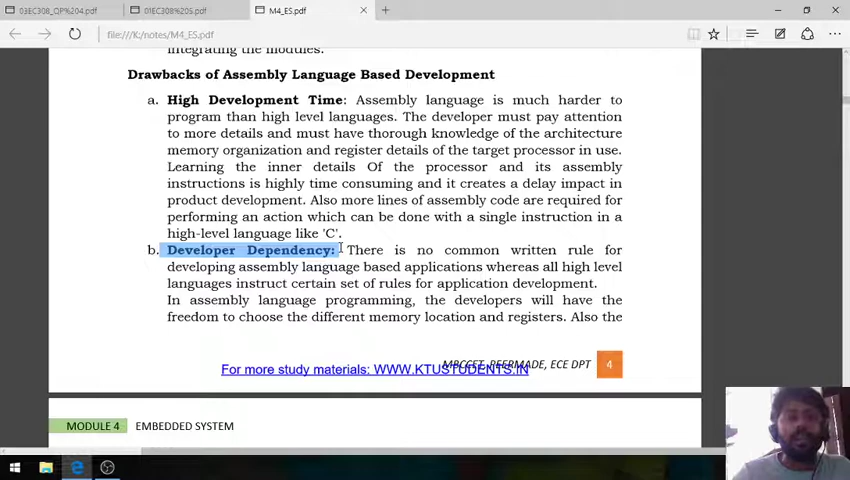 03EC308_QP%204.pdf
01EC308%20S.pdf
M4_ES.pdf
file:///K:/notes/M4_ES.pdf
integrating the modules.
Drawbacks of Assembly Language Based Development
a. High Development Time: Assembly language is much harder to
program than high level languages. The developer must pay attention
to more details and must have thorough knowledge of the architecture
memory organization and register details of the target processor in use.
Learning the inner details Of the processor and its assembly
instructions is highly time consuming and it creates a delay impact in
product development. Also more lines of assembly code are required for
performing an action which can be done with a single instruction in a
high-level language like 'C'.
b. Developer Dependency: There is no common written rule for
developing assembly language based applications whereas all high level
languages instruct certain set of rules for application development.
In assembly language programming, the developers will have the
freedom to choose the different memory location and registers. Also the
MBCCET, PEERMADE, ECE DPT 4
For more study materials: WWW.KTUSTUDENTS.IN
MODULE 4 EMBEDDED SYSTEM